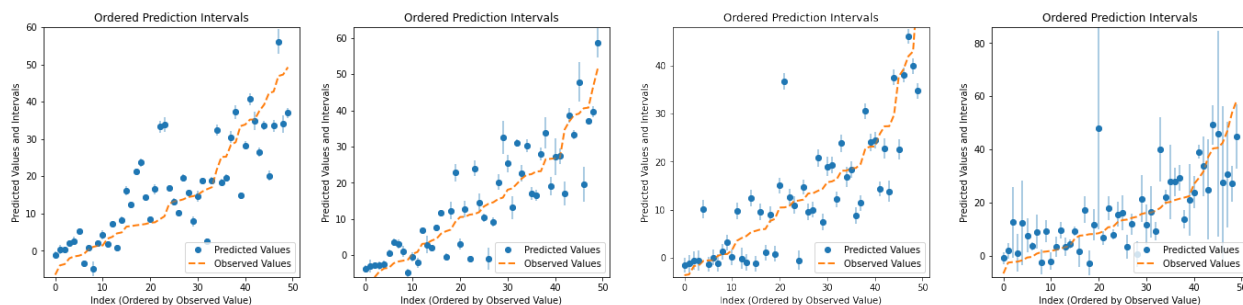 Ordered Prediction Intervals
Predicted Values and Intervals
60
50
40
30
20
10
0
Predicted Values
Observed Values
0
10
20
30
40
50
Index (Ordered by Observed Value)
Ordered Prediction Intervals
Predicted Values and Intervals
60
50
40
30
20
10
0
Predicted Values
Observed Values
0
10
20
30
40
50
Index (Ordered by Observed Value)
Ordered Prediction Intervals
Predicted Values and Intervals
40
30
20
10
0
Predicted Values
Observed Values
0
10
20
30
40
50
Index (Ordered by Observed Value)
Ordered Prediction Intervals
Predicted Values and Intervals
80
60
40
20
0
Predicted Values
Observed Values
0
10
20
30
40
50
Index (Ordered by Observed Value)